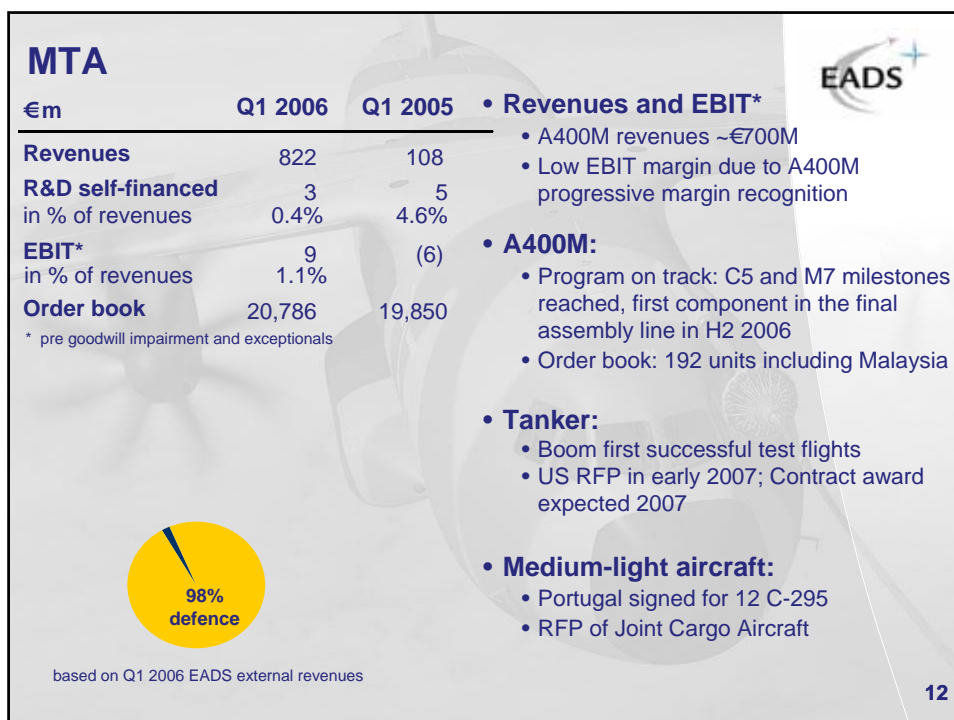 MTA
EADS
€m Q1 2006 Q1 2005
Revenues 822 108
R&D self-financed 3 5
in % of revenues 0.4% 4.6%
EBIT* 9 (6)
in % of revenues 1.1%
Order book 20,786 19,850
* pre goodwill impairment and exceptionals
• Revenues and EBIT*
• A400M revenues ~€700M
• Low EBIT margin due to A400M
progressive margin recognition
• A400M:
• Program on track: C5 and M7 milestones
reached, first component in the final
assembly line in H2 2006
• Order book: 192 units including Malaysia
• Tanker:
• Boom first successful test flights
• US RFP in early 2007; Contract award
expected 2007
• Medium-light aircraft:
• Portugal signed for 12 C-295
• RFP of Joint Cargo Aircraft
98%
defence
based on Q1 2006 EADS external revenues
12